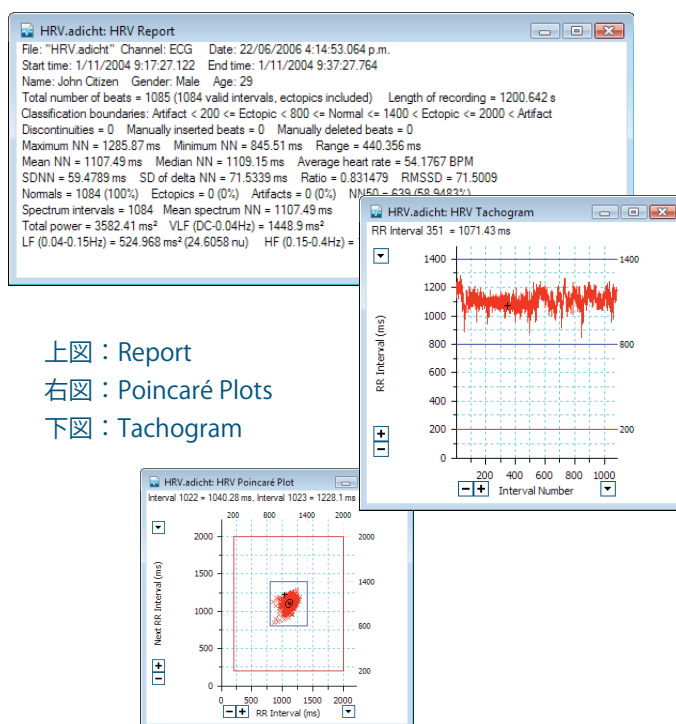 HRV.adicht: HRV Report
File: "HRV.adicht" Channel: ECG Date: 22/06/2006 4:14:53.064 p.m.
Start time: 1/11/2004 9:17:27.122 End time: 1/11/2004 9:37:27.764
Name: John Citizen Gender: Male Age: 29
Total number of beats = 1085 (1084 valid intervals, ectopics included) Length of recording = 1200.642 s
Classification boundaries: Artifact < 200 <= Ectopic < 800 <= Normal <= 1400 < Ectopic <= 2000 < Artifact
Discontinuities = 0 Manually inserted beats = 0 Manually deleted beats = 0
Maximum NN = 1285.87 ms Minimum NN = 845.51 ms Range = 440.356 ms
Mean NN = 1107.49 ms Median NN = 1109.15 ms Average heart rate = 54.1767 BPM
SDNN = 59.4789 ms SD of delta NN = 71.5339 ms Ratio = 0.831479 RMSSD = 71.5009
Normals = 1084 (100%) Ectopics = 0 (0%) Artifacts = 0 (0%) NN50 = 639 (58.9483%)
Spectrum intervals = 1084 Mean spectrum NN = 1107.49 ms
Total power = 3582.41 ms² VLF (DC-0.04Hz) = 1448.9 ms²
LF (0.04-0.15Hz) = 524.968 ms² (24.6058 nu) HF (0.15-0.4Hz) =
HRV.adicht: HRV Tachogram
RR Interval 351 = 1071.43 ms
1400 1400
1200
1000
800 800
600
400
200 200
0
RR Interval (ms)
200 400 600 800 1000
Interval Number
上図：Report
右図：Poincaré Plots
下図：Tachogram
HRV.adicht: HRV Poincaré Plot
Interval 1022 = 1040.28 ms, Interval 1023 = 1228.1 ms
200 800 1400 2000
2000 2000
1500
1400
1000
800
500
200
0
Next RR Interval (ms)
0 500 1000 1500 2000
RR Interval (ms)